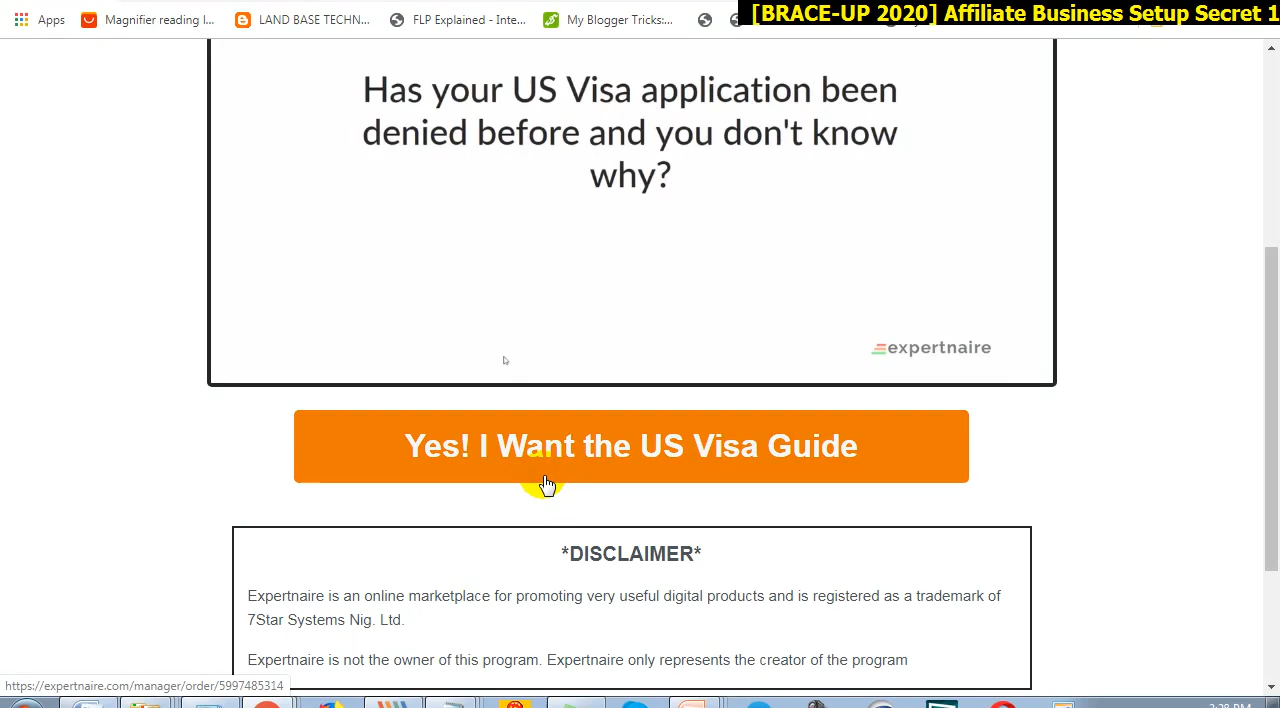 [BRACE-UP 2020] Affiliate Business Setup Secret 1
Apps Magnifier reading l... LAND BASE TECHN... FLP Explained - Inte... My Blogger Tricks:...
Has your US Visa application been
denied before and you don't know
why?
expertnaire
Yes! I Want the US Visa Guide
*DISCLAIMER*
Expertnaire is an online marketplace for promoting very useful digital products and is registered as a trademark of
7Star Systems Nig. Ltd.
Expertnaire is not the owner of this program. Expertnaire only represents the creator of the program
https://expertnaire.com/manager/order/5997485314